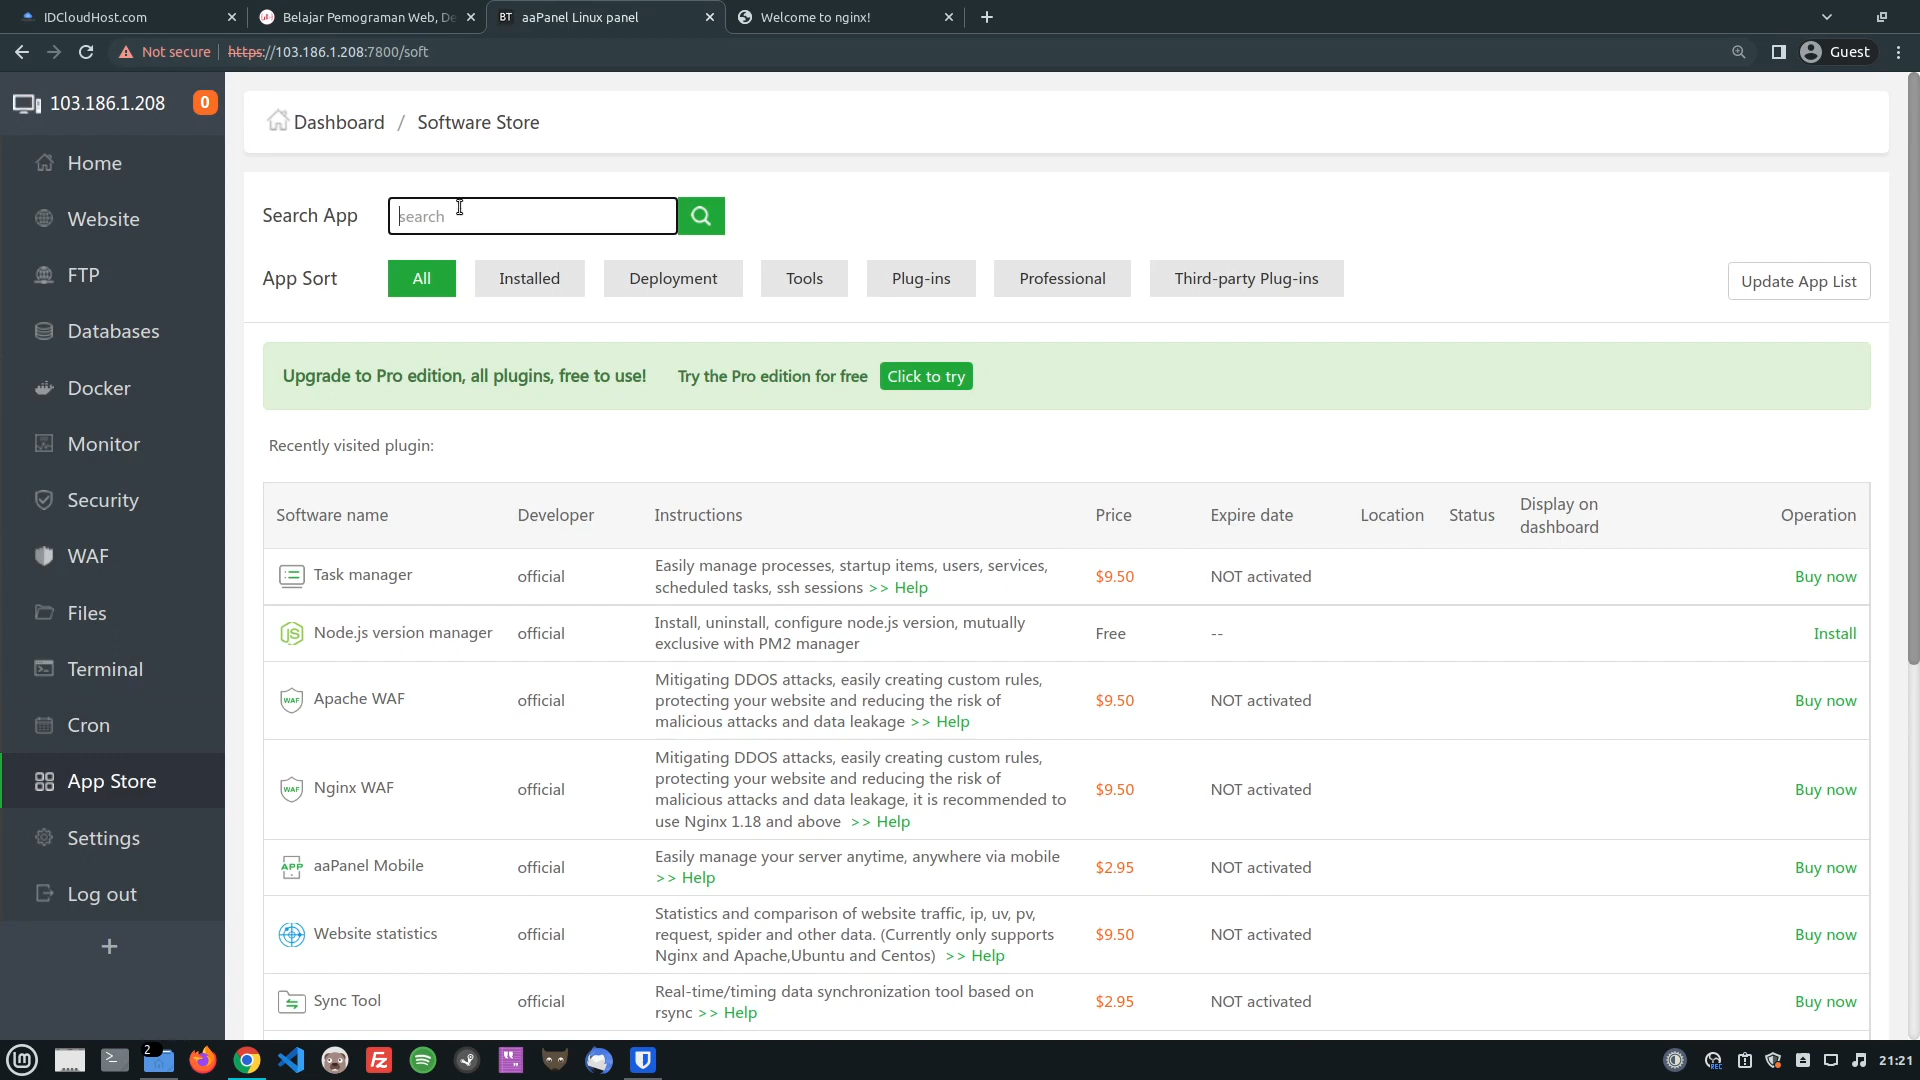 IDCloudHost.com
Belajar Pemograman Web, De
BT aaPanel Linux panel
Welcome to nginx!
Not secure
https://103.186.1.208:7800/soft
Guest
103.186.1.208
0
Home
Website
FTP
Databases
Docker
Monitor
Security
WAF
Files
Terminal
Cron
App Store
Settings
Log out
Dashboard / Software Store
Search App
search
App Sort
All
Installed
Deployment
Tools
Plug-ins
Professional
Third-party Plug-ins
Update App List
Upgrade to Pro edition, all plugins, free to use!
Try the Pro edition for free
Click to try
Recently visited plugin:
Software name
Developer
Instructions
Price
Expire date
Location
Status
Display on
dashboard
Operation
Task manager
official
Easily manage processes, startup items, users, services,
scheduled tasks, ssh sessions >> Help
$9.50
NOT activated
Buy now
JS
Node.js version manager
official
Install, uninstall, configure node.js version, mutually
exclusive with PM2 manager
Free
--
Install
WAF
Apache WAF
official
Mitigating DDOS attacks, easily creating custom rules,
protecting your website and reducing the risk of
malicious attacks and data leakage >> Help
$9.50
NOT activated
Buy now
WAF
Nginx WAF
official
Mitigating DDOS attacks, easily creating custom rules,
protecting your website and reducing the risk of
malicious attacks and data leakage, it is recommended to
use Nginx 1.18 and above >> Help
$9.50
NOT activated
Buy now
APP
aaPanel Mobile
official
Easily manage your server anytime, anywhere via mobile
>> Help
$2.95
NOT activated
Buy now
Website statistics
official
Statistics and comparison of website traffic, ip, uv, pv,
request, spider and other data. (Currently only supports
Nginx and Apache,Ubuntu and Centos) >> Help
$9.50
NOT activated
Buy now
Sync Tool
official
Real-time/timing data synchronization tool based on
rsync >> Help
$2.95
NOT activated
Buy now
2
REC
21:21